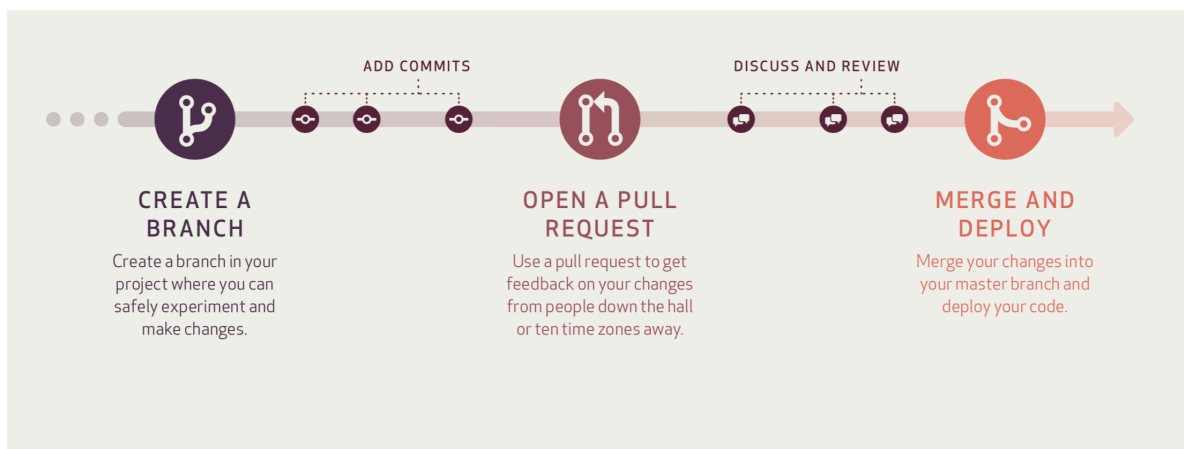 ADD COMMITS
DISCUSS AND REVIEW
CREATE A
BRANCH
Create a branch in your
project where you can
safely experiment and
make changes.
OPEN A PULL
REQUEST
Use a pull request to get
feedback on your changes
from people down the hall
or ten time zones away.
MERGE AND
DEPLOY
Merge your changes into
your master branch and
deploy your code.